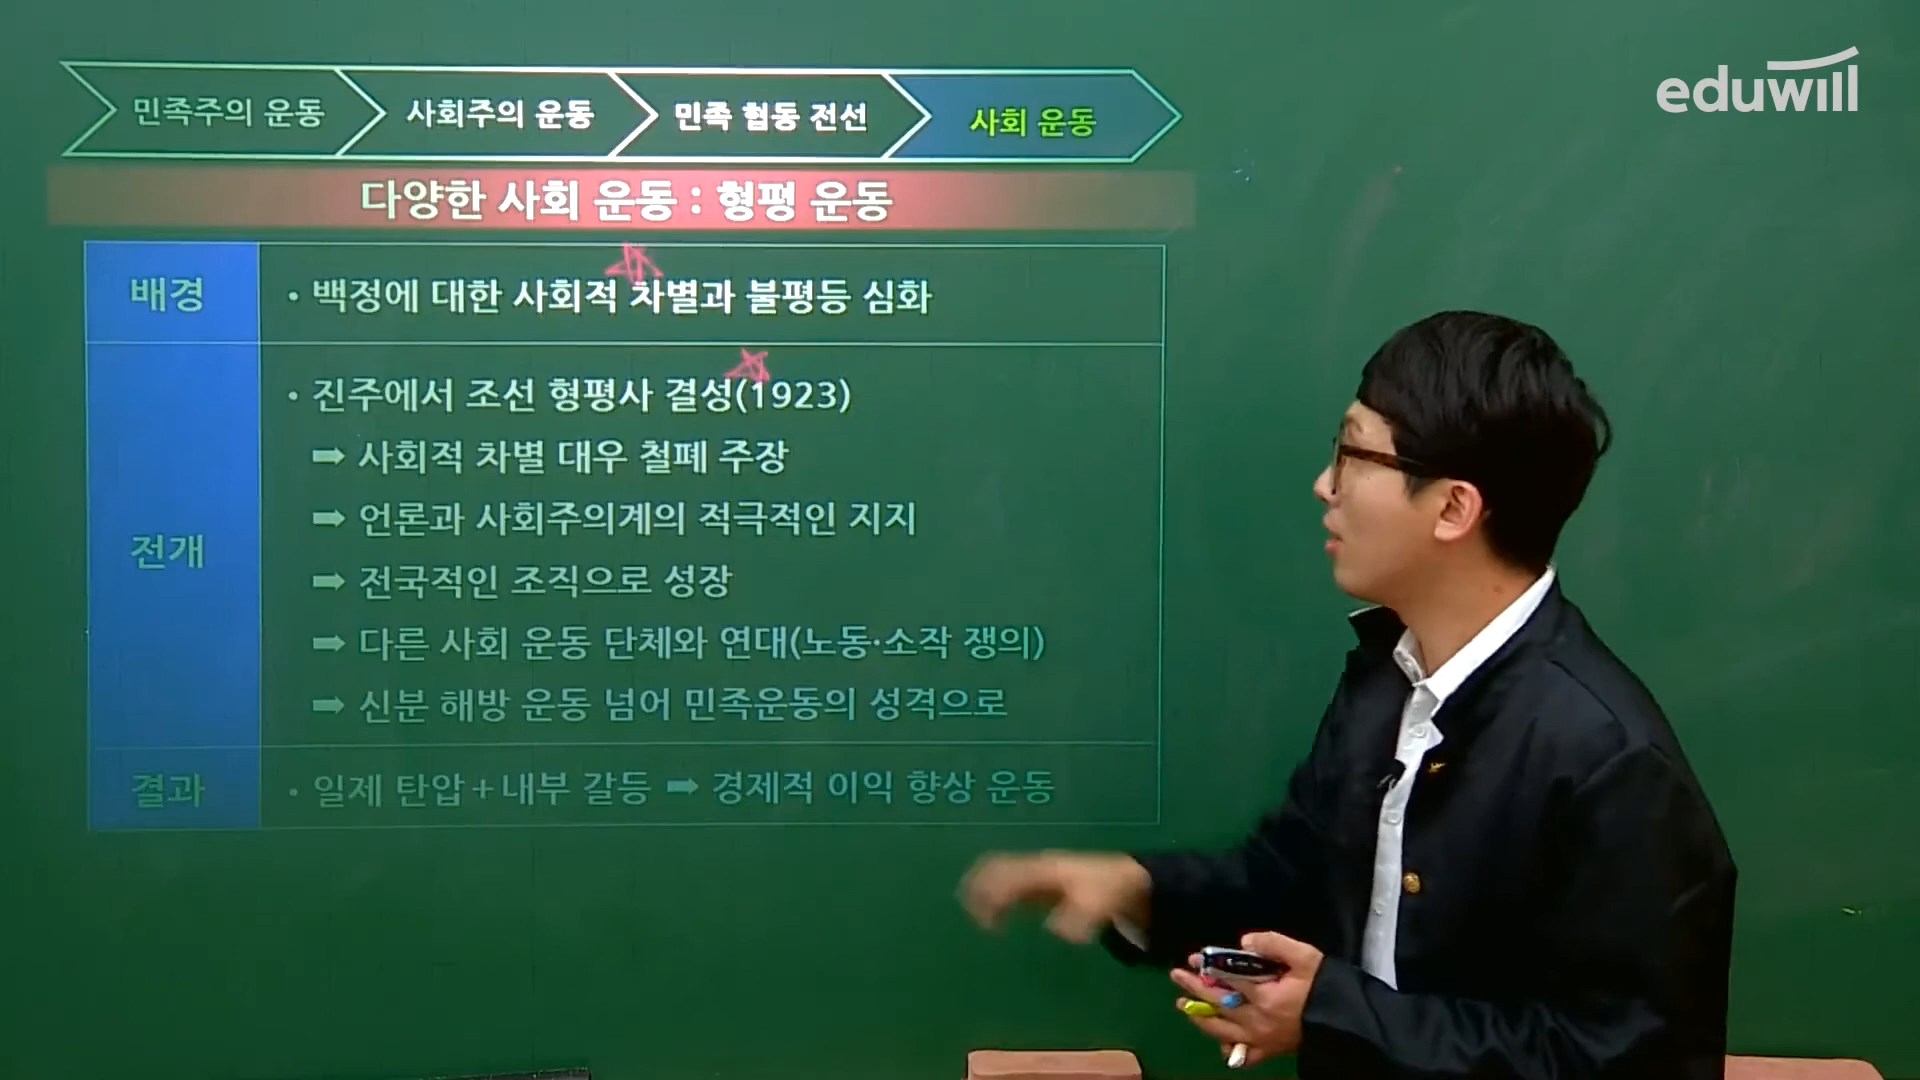 eduwill
민족주의 운동
사회주의 운동
민족 협동 전선
사회 운동
다양한 사회 운동 : 형평 운동
배경
• 백정에 대한 사회적 차별과 불평등 심화
전개
• 진주에서 조선 형평사 결성(1923)
➡ 사회적 차별 대우 철폐 주장
➡ 언론과 사회주의계의 적극적인 지지
➡ 전국적인 조직으로 성장
➡ 다른 사회 운동 단체와 연대(노동·소작 쟁의)
➡ 신분 해방 운동 넘어 민족운동의 성격으로
결과
• 일제 탄압+내부 갈등 ➡ 경제적 이익 향상 운동